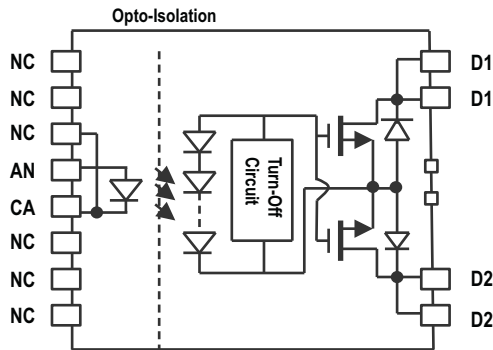 Opto-Isolation
NC
NC
NC
AN
CA
NC
NC
NC
Turn-Off
Circuit
D1
D1
D2
D2